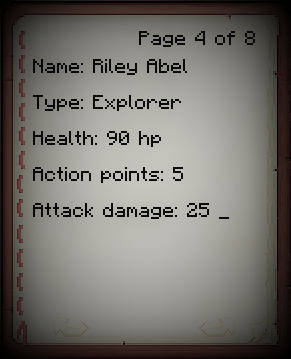 Page 4 of 8
Name: Riley Abel
Type: Explorer
Health: 90 hp
Action points: 5
Attack damage: 25 _